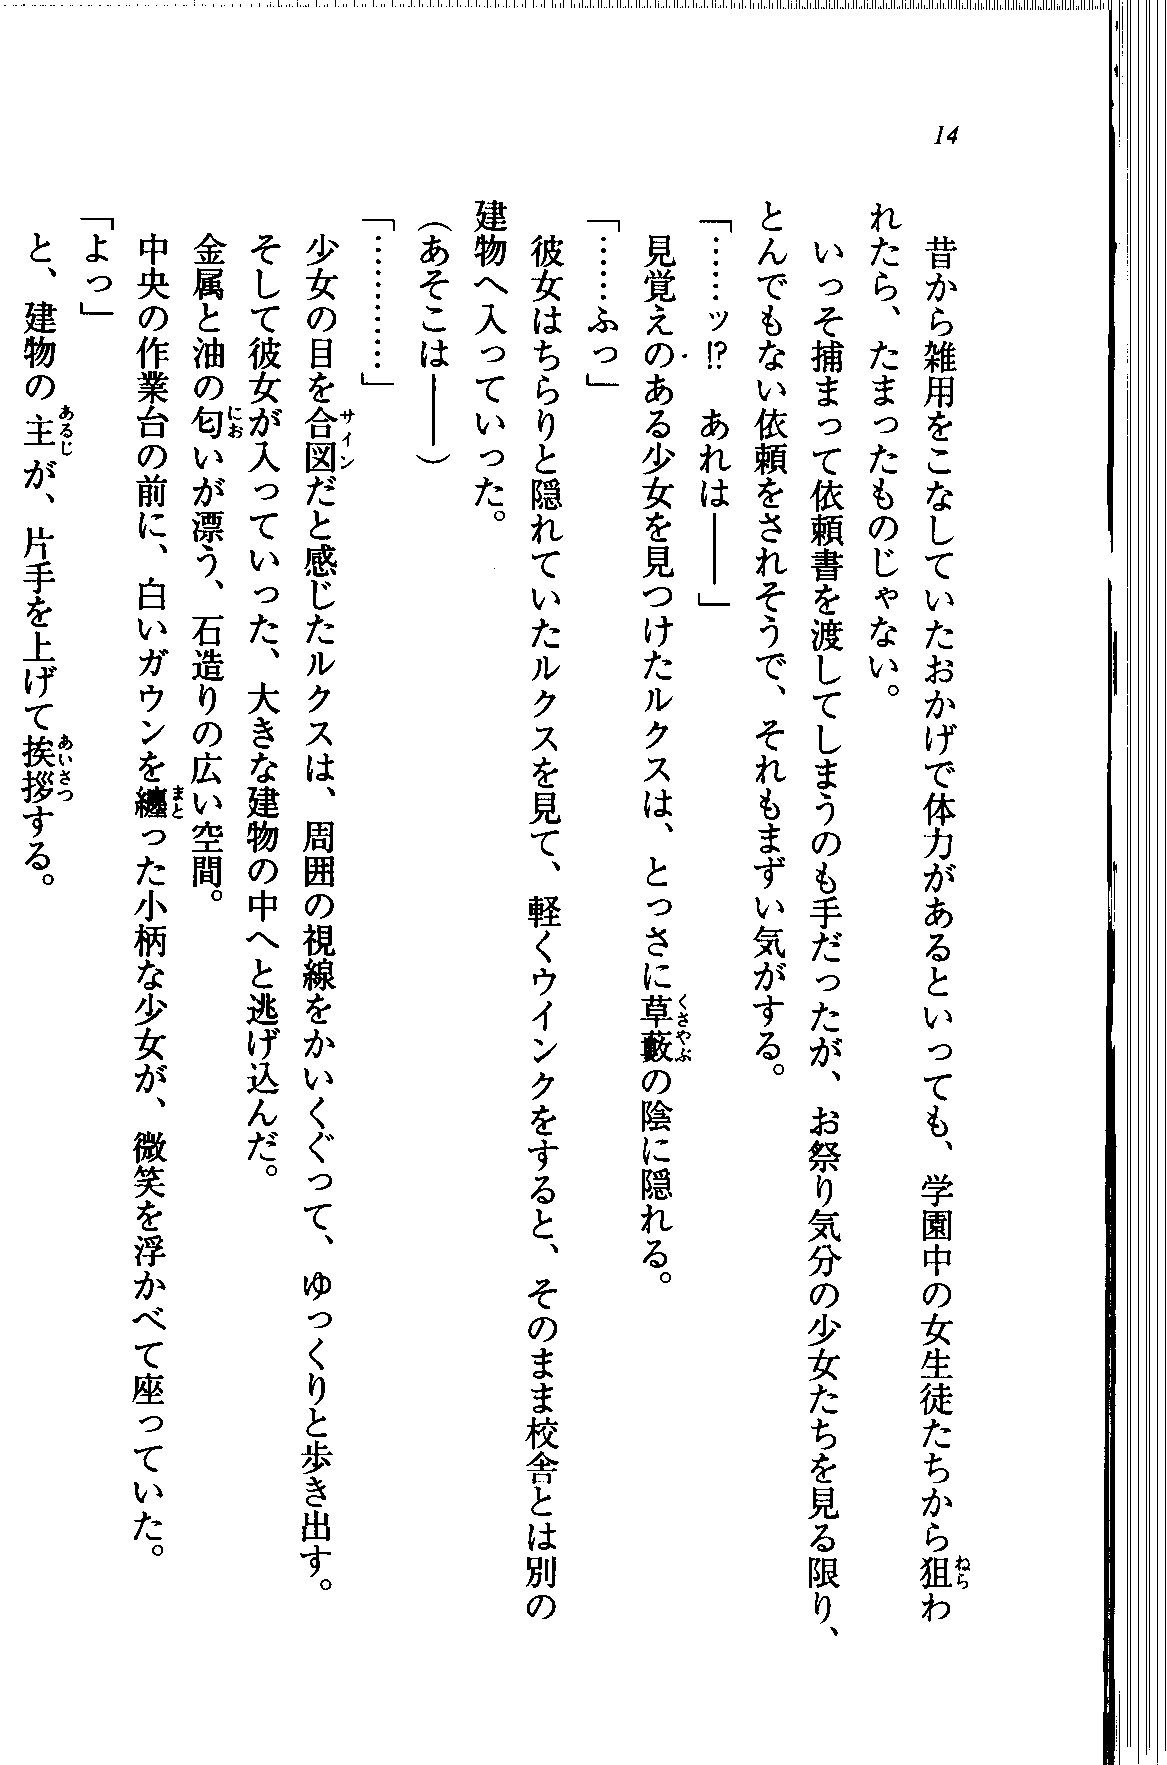 14
昔から雑用をこなしていたおかげで体力があるといっても、学園中の女生徒たちから狙わ
れたら、たまったものじゃない。
いっそ捕まって依頼書を渡してしまうのも手だったが、お祭り気分の少女たちを見る限り、
とんでもない依頼をされそうで、それもまずい気がする。
「……ッ!? あれは――」
見覚えのある少女を見つけたルクスは、とっさに草藪の陰に隠れる。
「……ふっ」
彼女はちらりと隠れていたルクスを見て、軽くウインクをすると、そのまま校舎とは別の
建物へ入っていった。
(あそこは――)
「…………」
少女の目を合図だと感じたルクスは、周囲の視線をかいくぐって、ゆっくりと歩き出す。
そして彼女が入っていった、大きな建物の中へと逃げ込んだ。
金属と油の匂いが漂う、石造りの広い空間。
中央の作業台の前に、白いガウンを纏った小柄な少女が、微笑を浮かべて座っていた。
「よっ」
と、建物の主が、片手を上げて挨拶する。